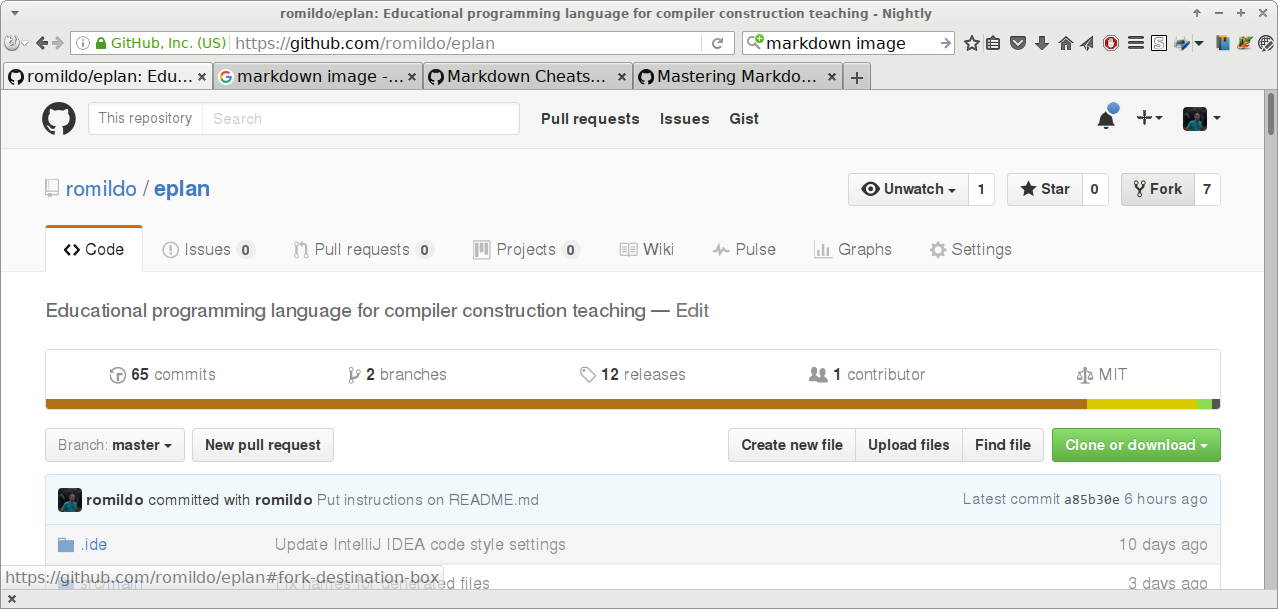 romildo/eplan: Educational programming language for compiler construction teaching - Nightly
GitHub, Inc. (US) https://github.com/romildo/eplan markdown image
romildo/eplan: Edu... markdown image -... Markdown Cheats... Mastering Markdo...
This repository Search Pull requests Issues Gist
romildo / eplan Unwatch 1 Star 0 Fork 7
Code Issues 0 Pull requests 0 Projects 0 Wiki Pulse Graphs Settings
Educational programming language for compiler construction teaching — Edit
65 commits 2 branches 12 releases 1 contributor MIT
Branch: master New pull request Create new file Upload files Find file Clone or download
romildo committed with romildo Put instructions on README.md Latest commit a85b30e 6 hours ago
.ide Update IntelliJ IDEA code style settings 10 days ago
src/main Fix names for generated files 3 days ago
https://github.com/romildo/eplan#fork-destination-box